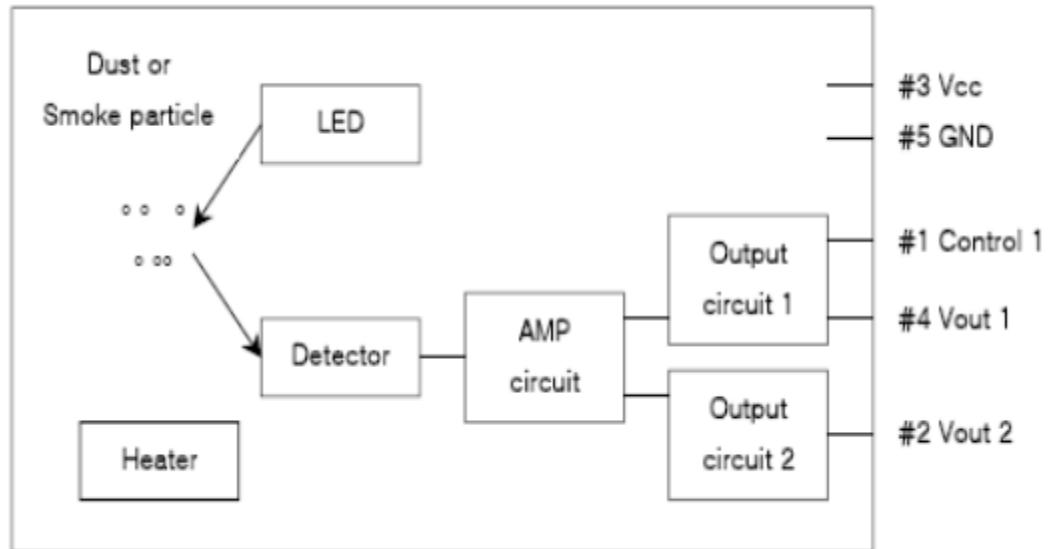 Dust or
Smoke particle
LED
#3 Vcc
#5 GND
Output
circuit 1
#1 Control 1
#4 Vout 1
AMP
circuit
Detector
Output
circuit 2
#2 Vout 2
Heater